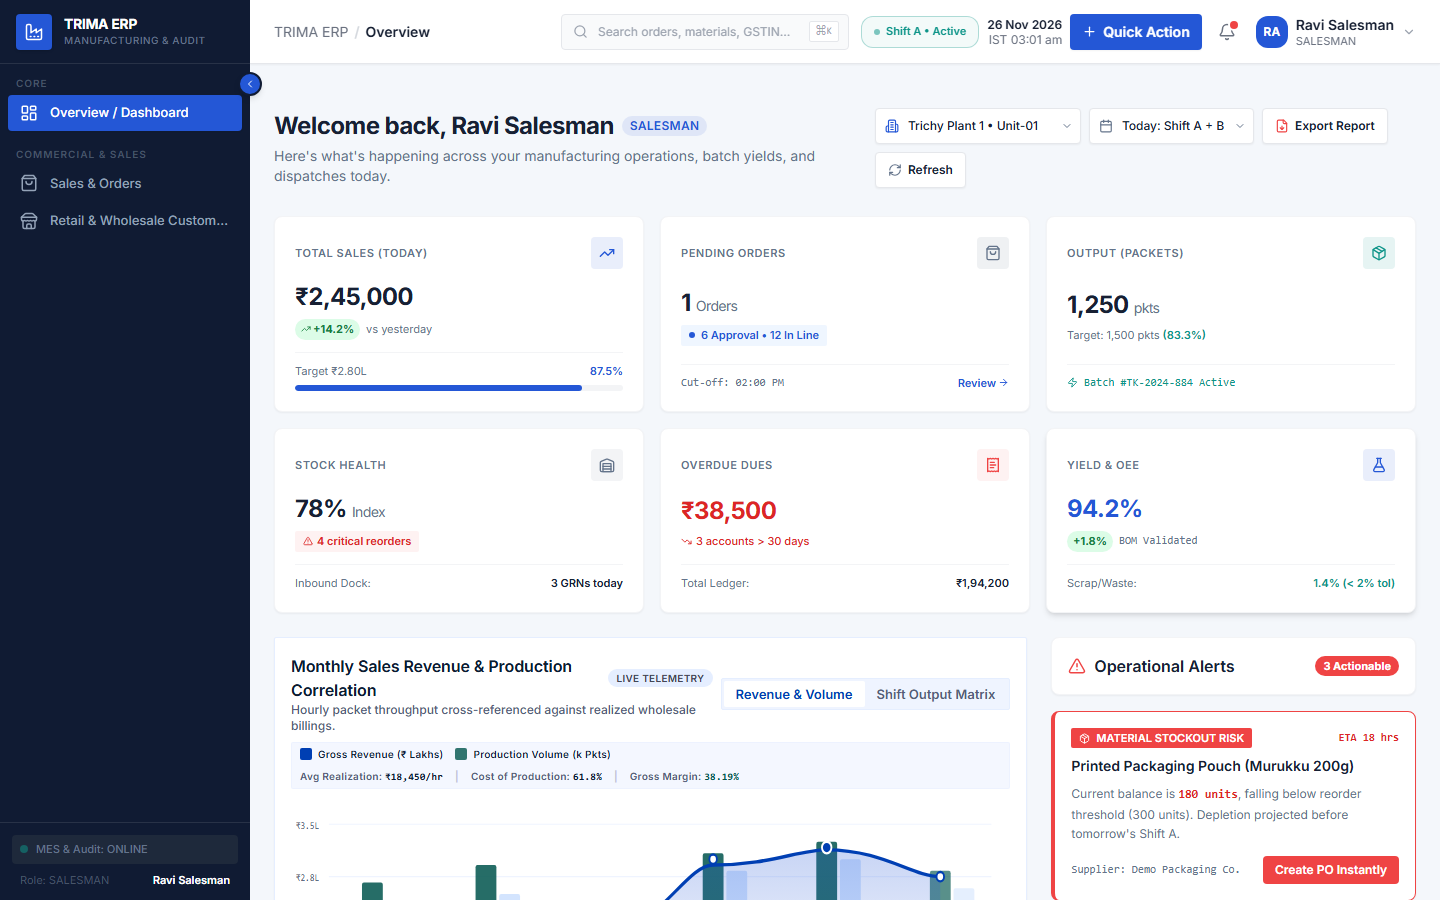 TRIMA ERP
MANUFACTURING & AUDIT
CORE
Overview / Dashboard
COMMERCIAL & SALES
Sales & Orders
Retail & Wholesale Custom...
MES & Audit: ONLINE
Role: SALESMAN
Ravi Salesman
TRIMA ERP / Overview
Search orders, materials, GSTIN...
⌘K
Shift A • Active
26 Nov 2026
IST 03:01 am
Quick Action
RA
Ravi Salesman
SALESMAN
Welcome back, Ravi Salesman
SALESMAN
Here's what's happening across your manufacturing operations, batch yields, and
dispatches today.
Trichy Plant 1 • Unit-01
Today: Shift A + B
Export Report
Refresh
TOTAL SALES (TODAY)
₹2,45,000
+14.2% vs yesterday
Target ₹2.80L
87.5%
PENDING ORDERS
1 Orders
6 Approval • 12 In Line
Cut-off: 02:00 PM
Review →
OUTPUT (PACKETS)
1,250 pkts
Target: 1,500 pkts (83.3%)
Batch #TK-2024-884 Active
STOCK HEALTH
78% Index
4 critical reorders
Inbound Dock:
3 GRNs today
OVERDUE DUES
₹38,500
3 accounts > 30 days
Total Ledger:
₹1,94,200
YIELD & OEE
94.2%
+1.8% BOM Validated
Scrap/Waste:
1.4% (< 2% tol)
Monthly Sales Revenue & Production
Correlation
LIVE TELEMETRY
Hourly packet throughput cross-referenced against realized wholesale
billings.
Revenue & Volume
Shift Output Matrix
Gross Revenue (₹ Lakhs)
Production Volume (k Pkts)
Avg Realization: ₹18,450/hr | Cost of Production: 61.8% | Gross Margin: 38.19%
₹3.5L
₹2.8L
Operational Alerts
3 Actionable
MATERIAL STOCKOUT RISK
ETA 18 hrs
Printed Packaging Pouch (Murukku 200g)
Current balance is 180 units, falling below reorder
threshold (300 units). Depletion projected before
tomorrow's Shift A.
Supplier: Demo Packaging Co.
Create PO Instantly